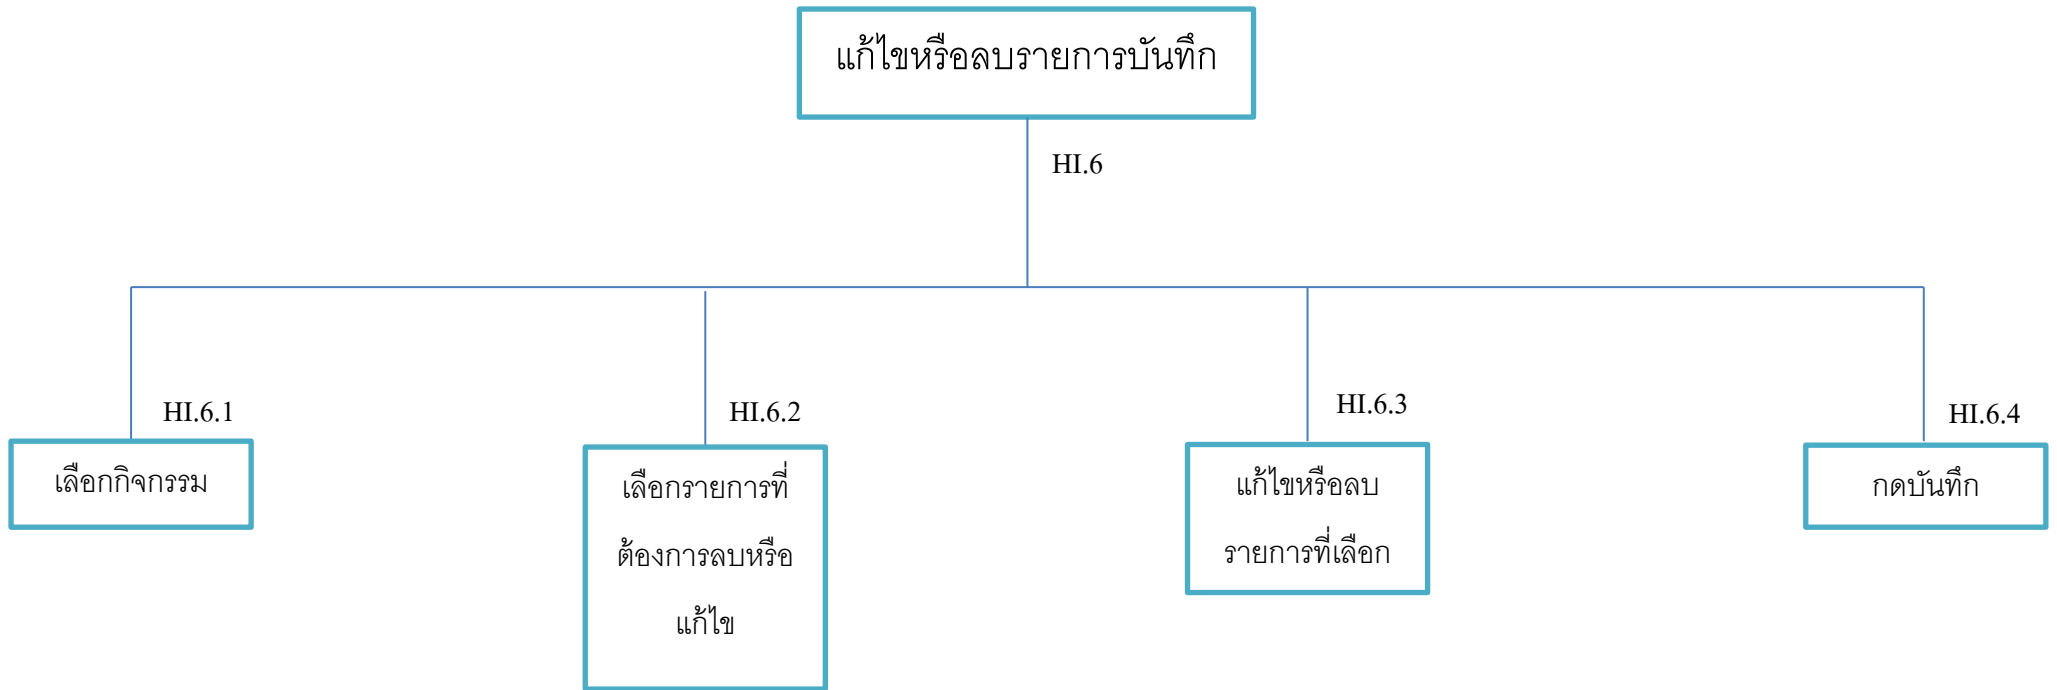 แก้ไขหรือลบรายการบันทึก
HI.6
HI.6.1
HI.6.2
HI.6.3
HI.6.4
เลือกกิจกรรม
เลือกรายการที่
ต้องการลบหรือ
แก้ไข
แก้ไขหรือลบ
รายการที่เลือก
กดบันทึก